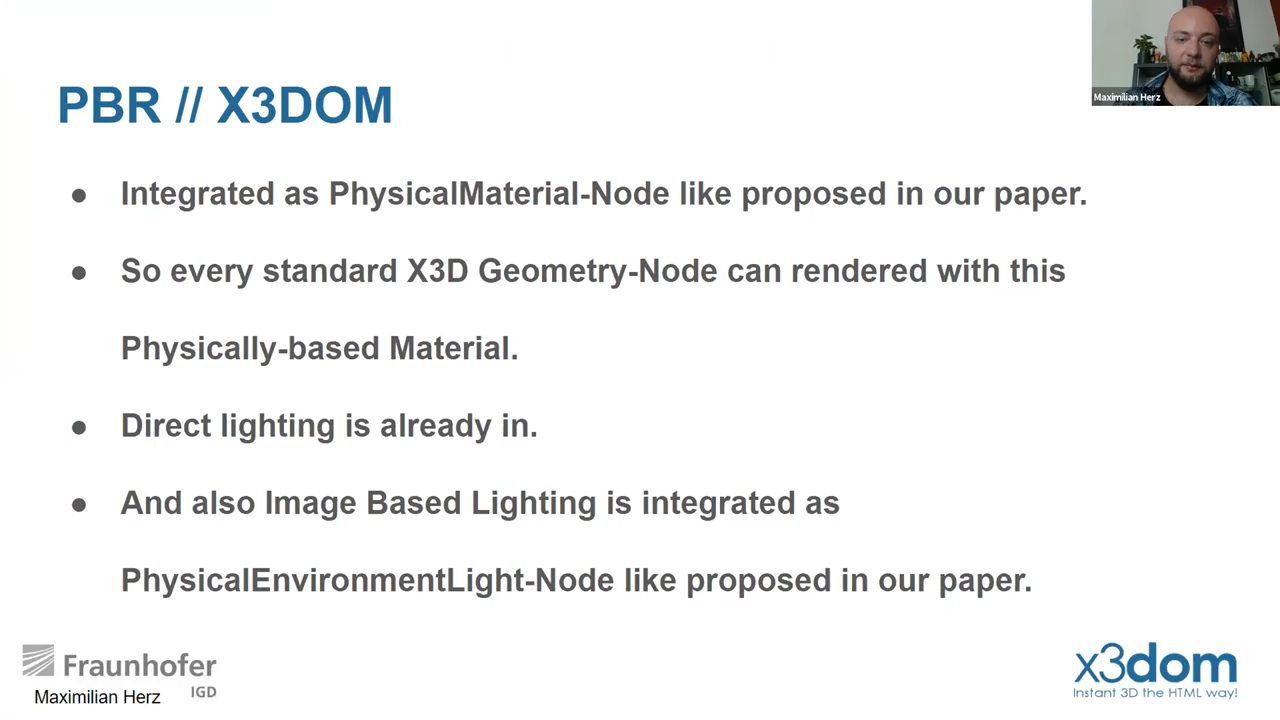 Maximilian Herz
PBR // X3DOM
● Integrated as PhysicalMaterial-Node like proposed in our paper.
● So every standard X3D Geometry-Node can rendered with this
Physically-based Material.
● Direct lighting is already in.
● And also Image Based Lighting is integrated as
PhysicalEnvironmentLight-Node like proposed in our paper.
Fraunhofer
IGD
Maximilian Herz
x3dom
Instant 3D the HTML way!